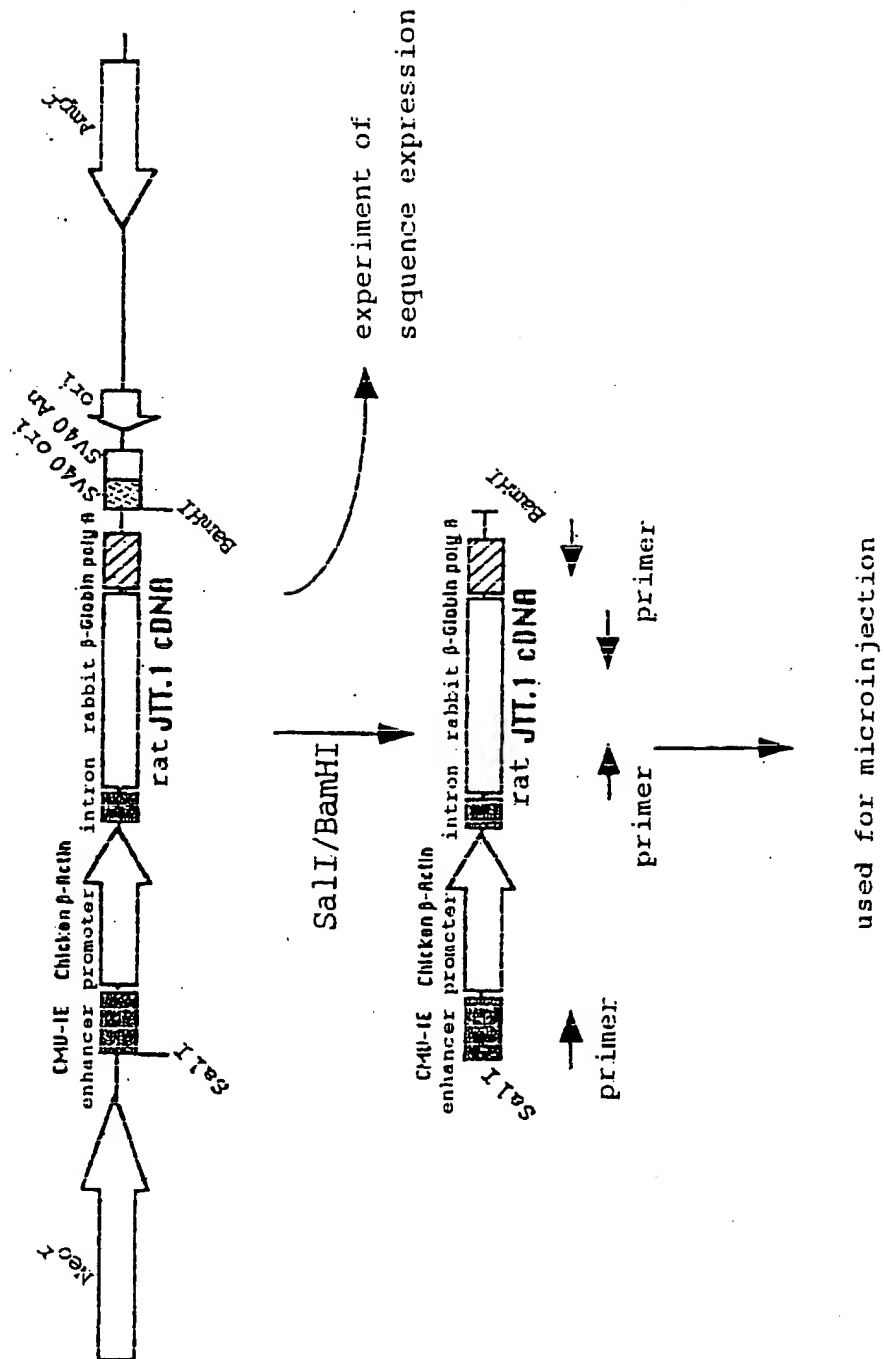 Neo r
CMV-IE
enhancer
Chicken β-Actin
promoter
intron
rabbit β-Globin poly A
SV40 ori
SV40 An
ori
Amp r
SalI
rat JTT.1 cDNA
BamHI
SalI/BamHI
experiment of
sequence expression
CMV-IE
enhancer
Chicken β-Actin
promoter
intron
rabbit β-Globin poly A
SalI
rat JTT.1 cDNA
BamHI
primer
primer
primer
used for microinjection